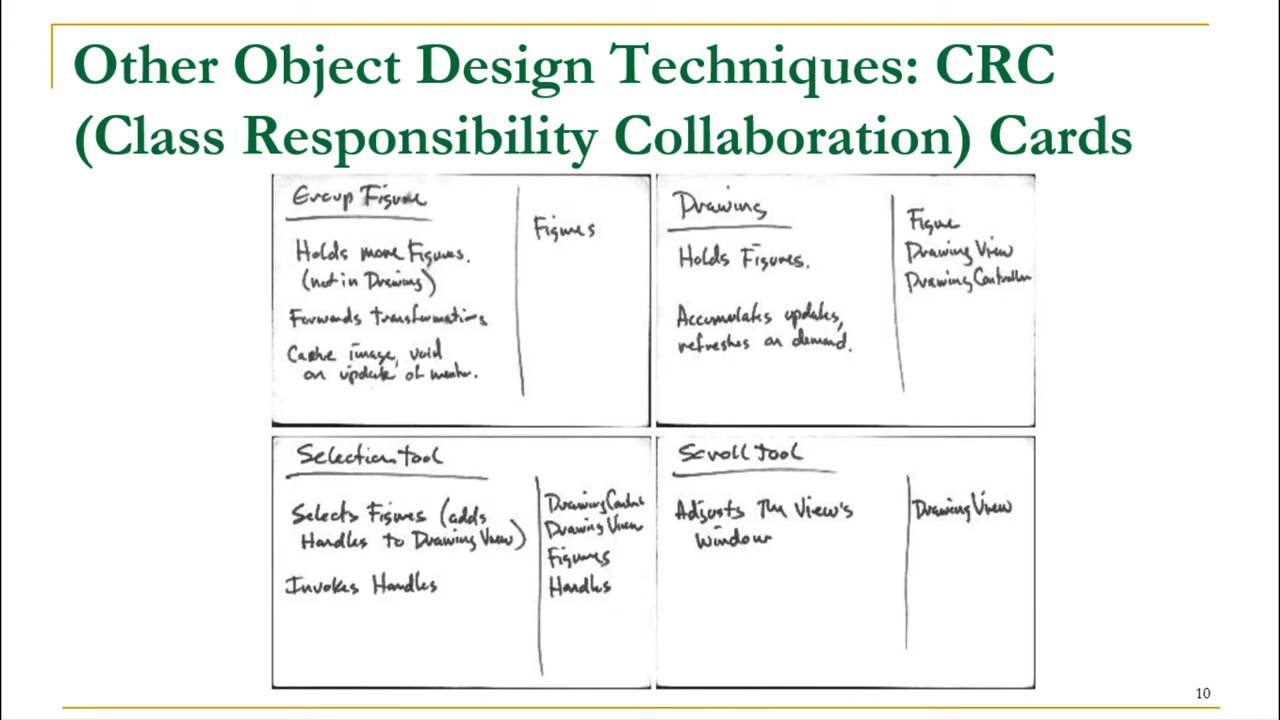 Other Object Design Techniques: CRC
(Class Responsibility Collaboration) Cards
Group Figure
Holds more Figures.
(not in Drawing)
Forwards transformations
Cache image, void
on update of member.
Figures
Drawing
Holds Figures.
Accumulates updates,
refreshes on demand.
Figure
Drawing View
Drawing Controller
Selection tool
Selects Figures (adds
Handles to Drawing View)
Invokes Handles
Drawing View
Figures
Handles
Scroll tool
Adjusts The View's
Window
Drawing View
10